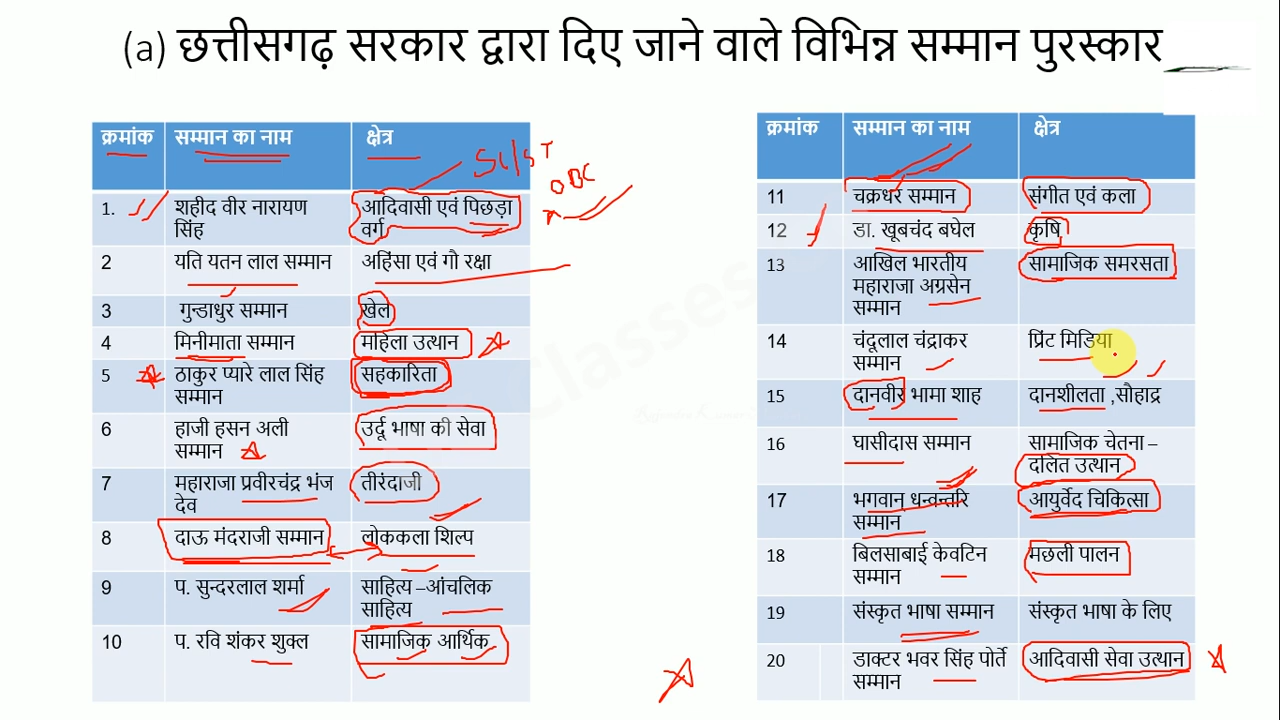 (a) छत्तीसगढ़ सरकार द्वारा दिए जाने वाले विभिन्न सम्मान पुरस्कार
क्रमांक सम्मान का नाम क्षेत्र
SC/ST
OBC
1. शहीद वीर नारायण सिंह आदिवासी एवं पिछड़ा वर्ग
2 यति यतन लाल सम्मान अहिंसा एवं गौ रक्षा
3 गुन्डाधुर सम्मान खेल
4 मिनीमाता सम्मान महिला उत्थान
5 ठाकुर प्यारे लाल सिंह सम्मान सहकारिता
6 हाजी हसन अली सम्मान उर्दू भाषा की सेवा
7 महाराजा प्रवीरचंद्र भंज देव तीरंदाजी
8 दाऊ मंदराजी सम्मान लोककला शिल्प
9 प. सुन्दरलाल शर्मा साहित्य –आंचलिक साहित्य
10 प. रवि शंकर शुक्ल सामाजिक आर्थिक
क्रमांक सम्मान का नाम क्षेत्र
11 चक्रधर सम्मान संगीत एवं कला
12 डा. खूबचंद बघेल कृषि
13 आखिल भारतीय महाराजा अग्रसेन सम्मान सामाजिक समरसता
14 चंदूलाल चंद्राकर सम्मान प्रिंट मिडिया
15 दानवीर भामा शाह दानशीलता ,सौहाद्र
16 घासीदास सम्मान सामाजिक चेतना – दलित उत्थान
17 भगवान् धन्वन्तरि सम्मान आयुर्वेद चिकित्सा
18 बिलसाबाई केवटिन सम्मान मछली पालन
19 संस्कृत भाषा सम्मान संस्कृत भाषा के लिए
20 डाक्टर भवर सिंह पोर्ते सम्मान आदिवासी सेवा उत्थान
Classes